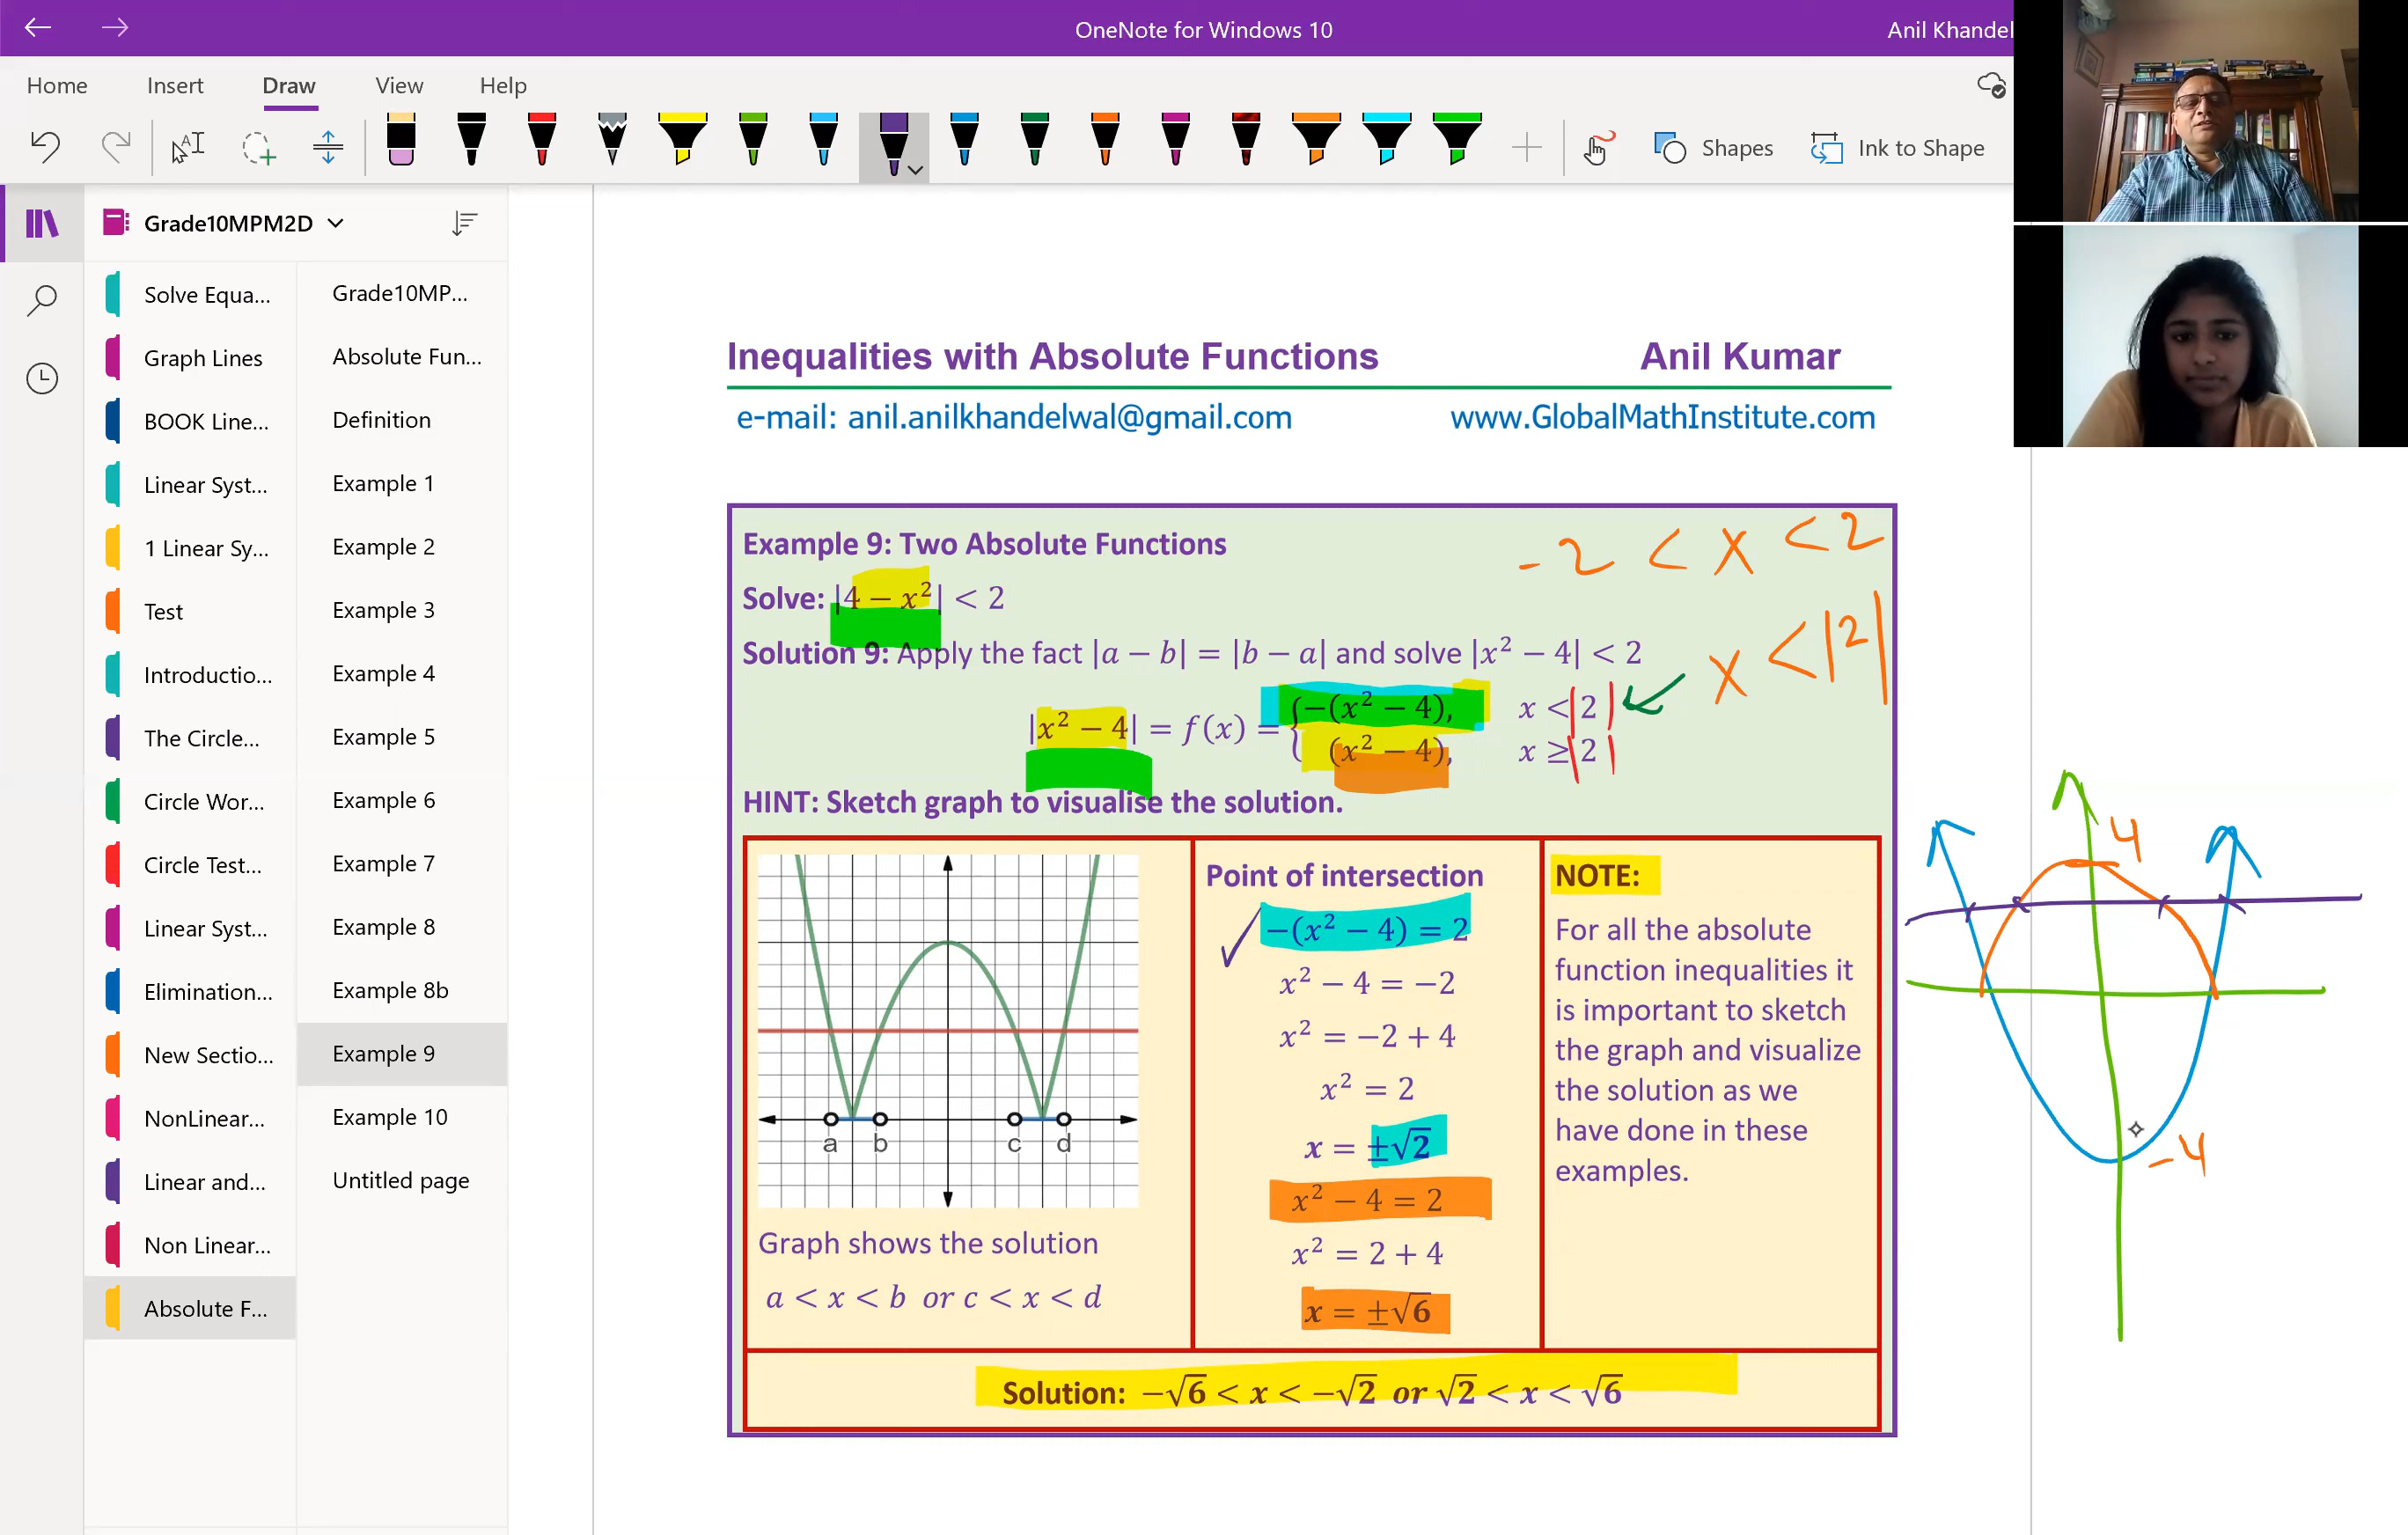 OneNote for Windows 10
Anil Khandel
Home Insert Draw View Help
Shapes Ink to Shape
Grade10MPM2D
Solve Equa...
Graph Lines
BOOK Line...
Linear Syst...
1 Linear Sy...
Test
Introductio...
The Circle...
Circle Wor...
Circle Test...
Linear Syst...
Elimination...
New Sectio...
NonLinear...
Linear and...
Non Linear...
Absolute F...
Grade10MP...
Absolute Fun...
Definition
Example 1
Example 2
Example 3
Example 4
Example 5
Example 6
Example 7
Example 8
Example 8b
Example 9
Example 10
Untitled page
Inequalities with Absolute Functions Anil Kumar
e-mail: anil.anilkhandelwal@gmail.com www.GlobalMathInstitute.com
Example 9: Two Absolute Functions
-2 < x < 2
Solve: |4 − x²| < 2
x < |2|
Solution 9: Apply the fact |a − b| = |b − a| and solve |x² − 4| < 2
|x² − 4| = f(x) = { −(x² − 4), x < |2|
(x² − 4), x ≥ |2|
HINT: Sketch graph to visualise the solution.
a b c d
Graph shows the solution
a < x < b or c < x < d
Point of intersection
−(x² − 4) = 2
x² − 4 = −2
x² = −2 + 4
x² = 2
x = ±√2
x² − 4 = 2
x² = 2 + 4
x = ±√6
NOTE:
For all the absolute
function inequalities it
is important to sketch
the graph and visualize
the solution as we
have done in these
examples.
Solution: −√6 < x < −√2 or √2 < x < √6
4
-4